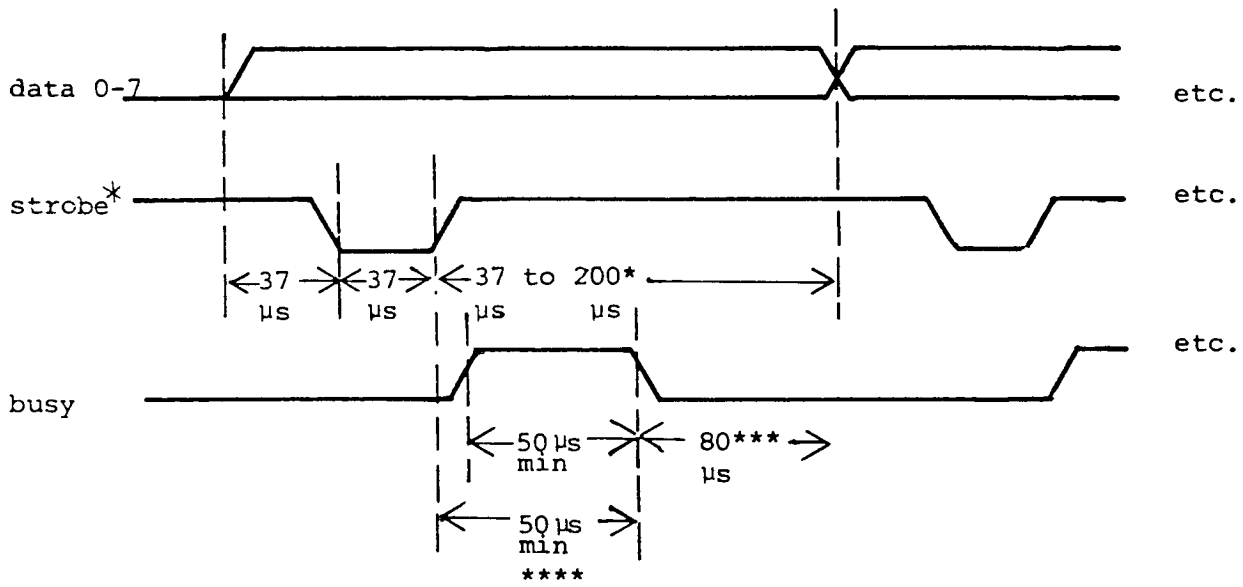 data 0-7
etc.
strobe*
etc.
37 37 37 to 200*
µs µs µs µs
etc.
busy
50 µs 80***
min µs
50 µs
min
****